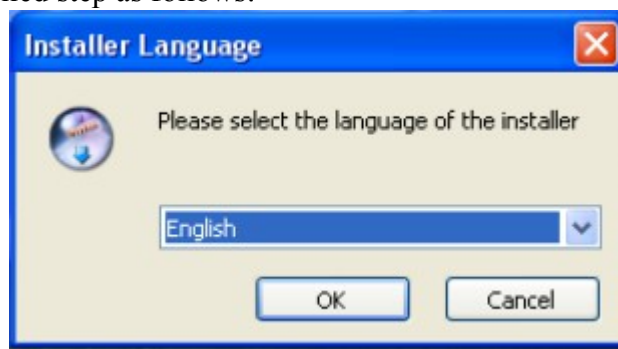 step as follows:
Installer Language
Please select the language of the installer
English
OK
Cancel